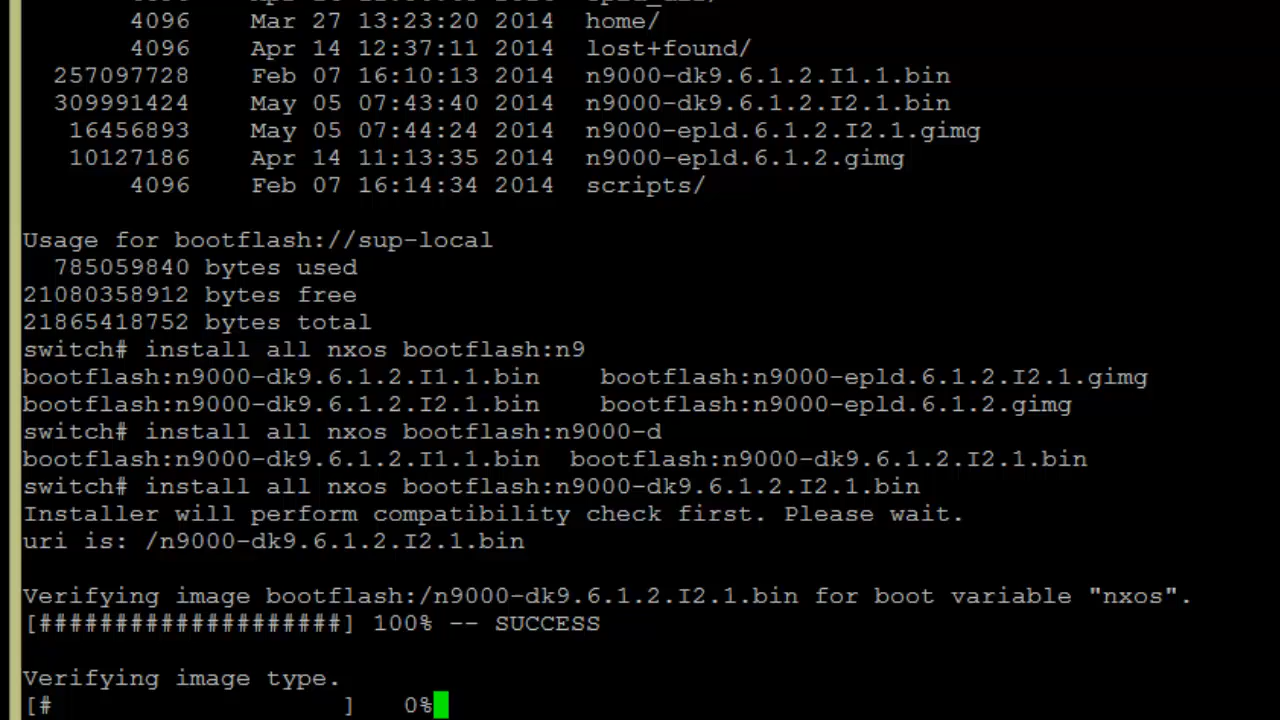 4096    Mar 27 13:23:20 2014  home/
4096    Apr 14 12:37:11 2014  lost+found/
257097728    Feb 07 16:10:13 2014  n9000-dk9.6.1.2.I1.1.bin
309991424    May 05 07:43:40 2014  n9000-dk9.6.1.2.I2.1.bin
16456893    May 05 07:44:24 2014  n9000-epld.6.1.2.I2.1.gimg
10127186    Apr 14 11:13:35 2014  n9000-epld.6.1.2.gimg
4096    Feb 07 16:14:34 2014  scripts/
Usage for bootflash://sup-local
785059840 bytes used
21080358912 bytes free
21865418752 bytes total
switch# install all nxos bootflash:n9
bootflash:n9000-dk9.6.1.2.I1.1.bin    bootflash:n9000-epld.6.1.2.I2.1.gimg
bootflash:n9000-dk9.6.1.2.I2.1.bin    bootflash:n9000-epld.6.1.2.gimg
switch# install all nxos bootflash:n9000-d
bootflash:n9000-dk9.6.1.2.I1.1.bin  bootflash:n9000-dk9.6.1.2.I2.1.bin
switch# install all nxos bootflash:n9000-dk9.6.1.2.I2.1.bin
Installer will perform compatibility check first. Please wait.
uri is: /n9000-dk9.6.1.2.I2.1.bin
Verifying image bootflash:/n9000-dk9.6.1.2.I2.1.bin for boot variable "nxos".
[####################] 100% -- SUCCESS
Verifying image type.
[#                   ]   0%